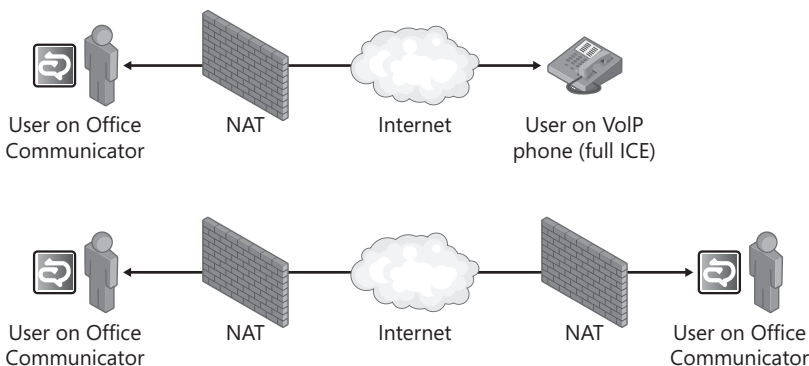 User on Office
Communicator
NAT
Internet
User on VoIP
phone (full ICE)
User on Office
Communicator
NAT
Internet
NAT
User on Office
Communicator